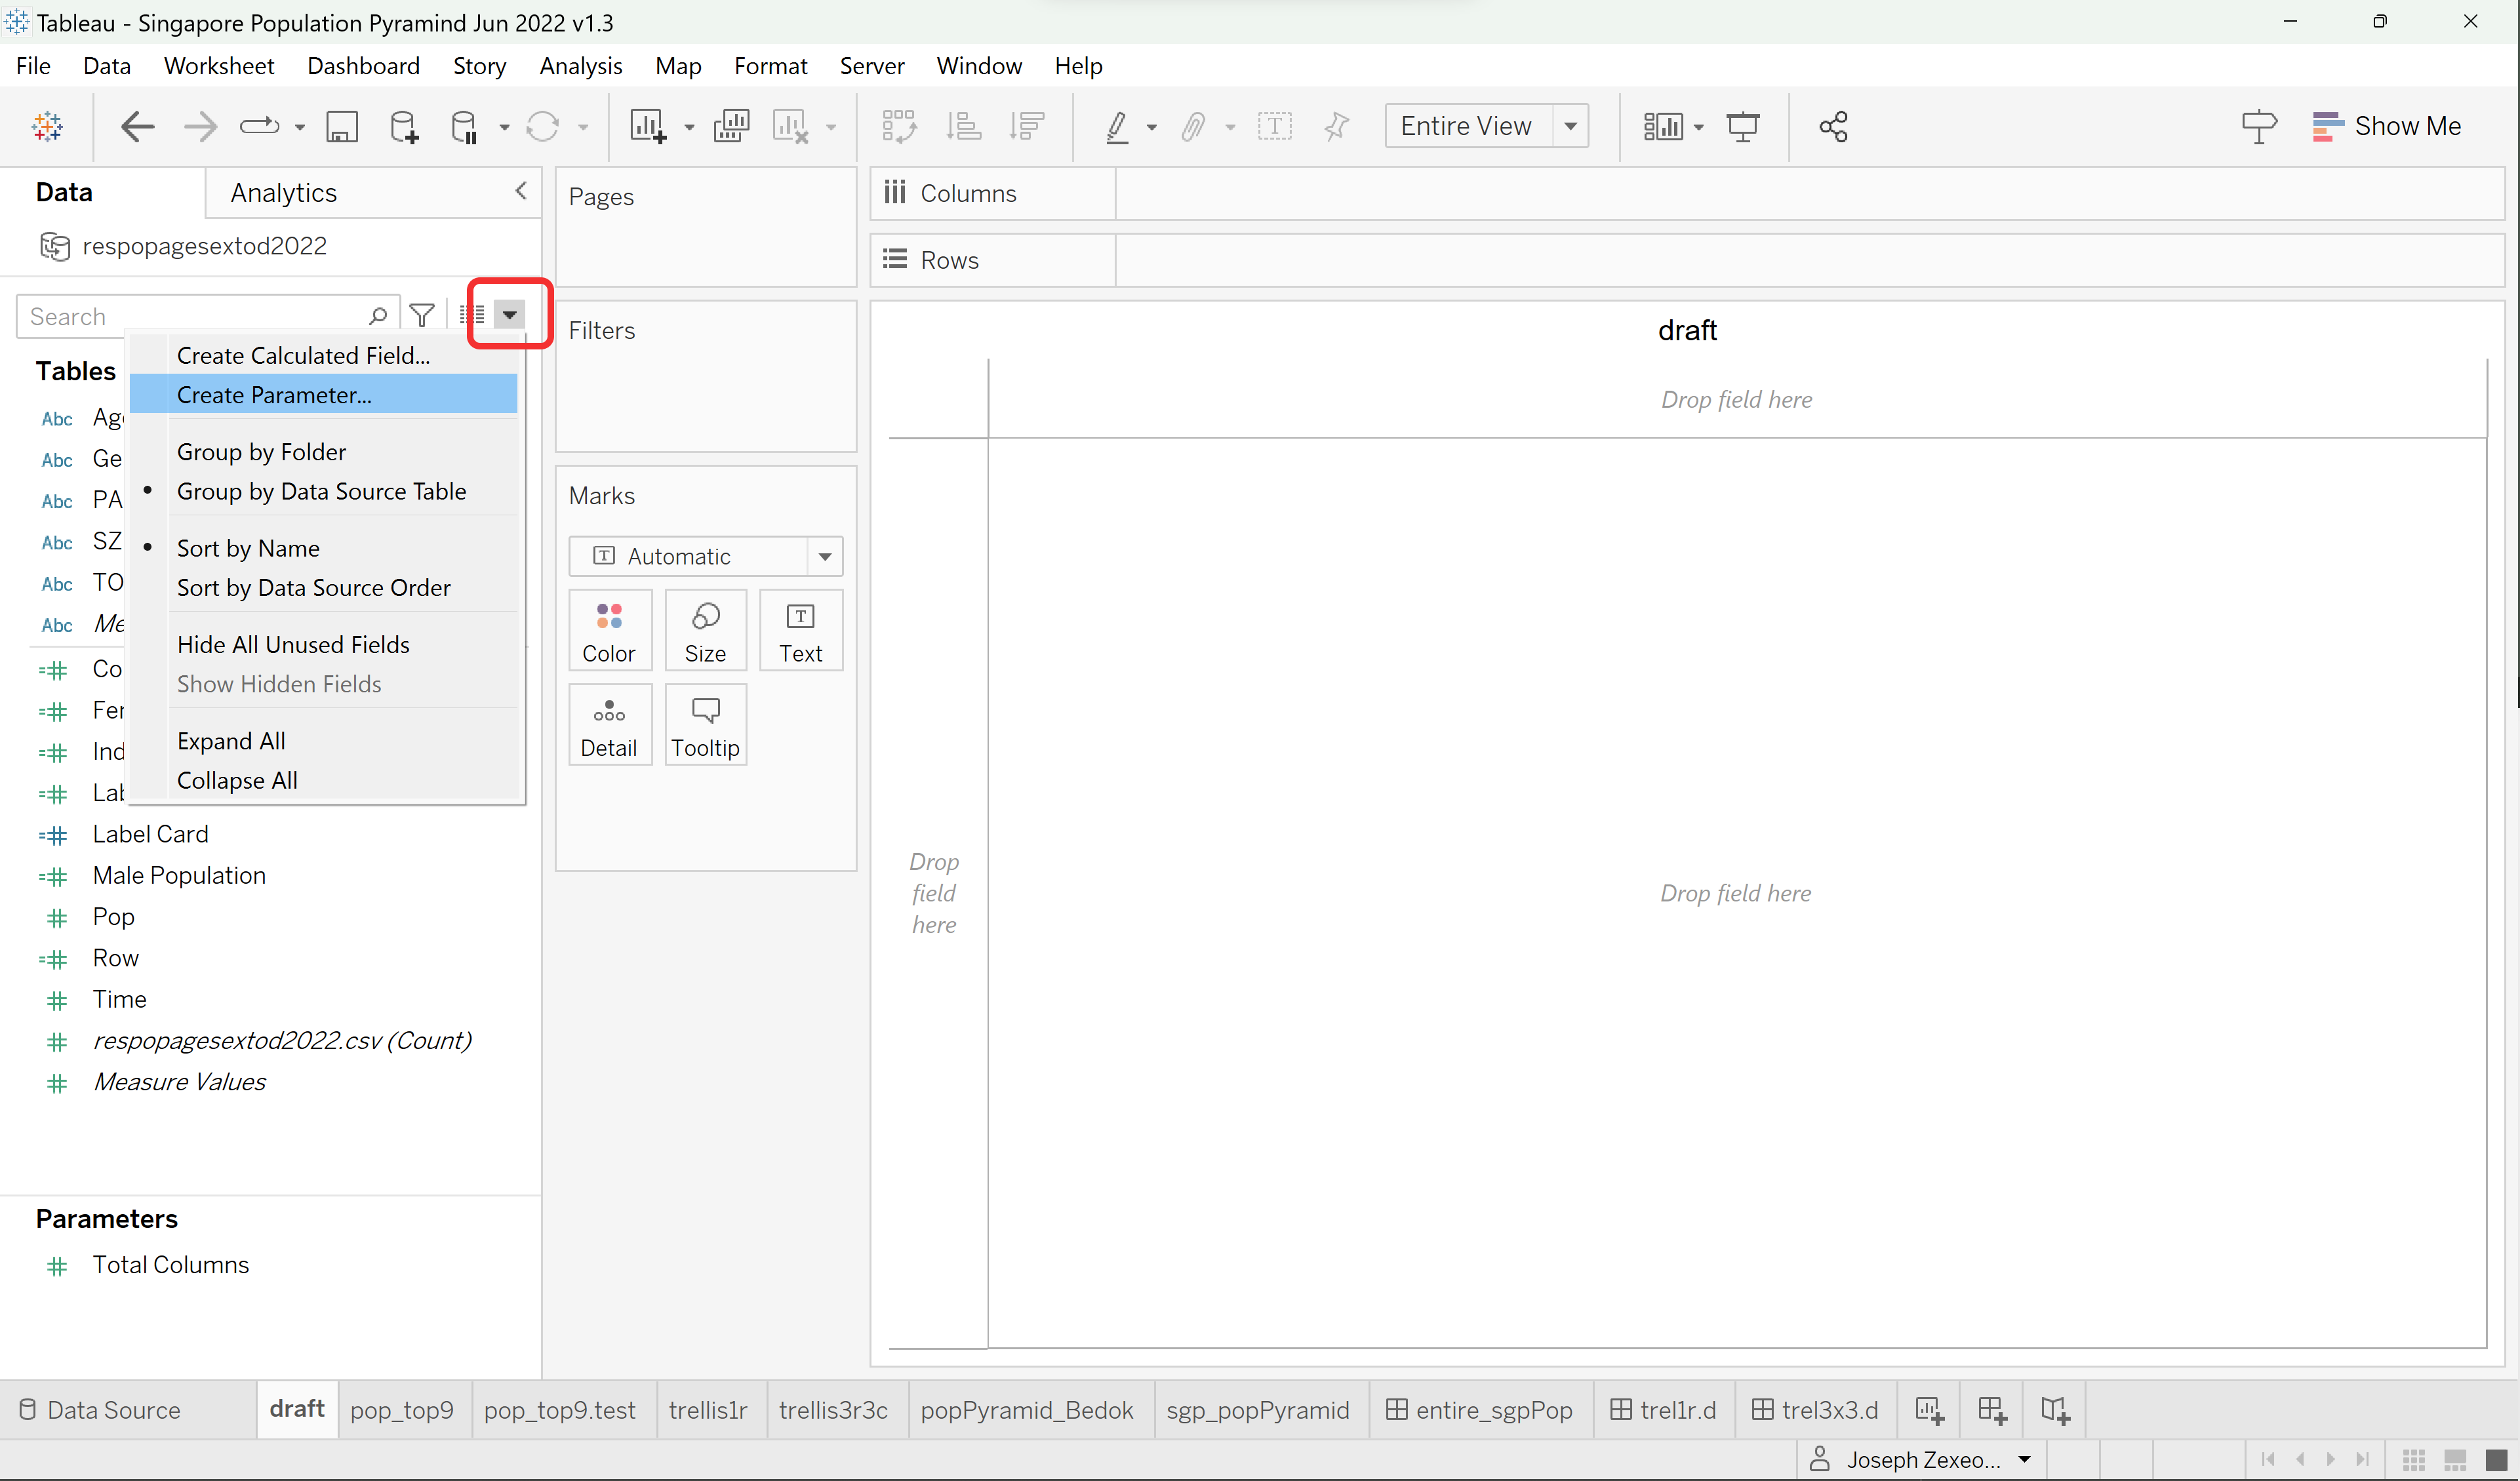 Tableau - Singapore Population Pyramind Jun 2022 v1.3
File Data Worksheet Dashboard Story Analysis Map Format Server Window Help
Entire View
Show Me
Data Analytics
respopagesextod2022
Search
Create Calculated Field...
Create Parameter...
Group by Folder
Group by Data Source Table
Sort by Name
Sort by Data Source Order
Hide All Unused Fields
Show Hidden Fields
Expand All
Collapse All
Tables
Abc
Abc Ge
Abc PA
Abc SZ
Abc TO
Abc Me
Co
Ind
Label Card
Male Population
Pop
Row
Time
respopagesextod2022.csv (Count)
Measure Values
Parameters
Total Columns
Pages
Filters
Marks
T Automatic
Color Size T Text
Detail Tooltip
Columns
Rows
draft
Drop field here
Drop
field
here
Drop field here
Data Source draft pop_top9 pop_top9.test trellis1r trellis3r3c popPyramid_Bedok sgp_popPyramid entire_sgpPop trel1r.d trel3x3.d
Joseph Zexeo...